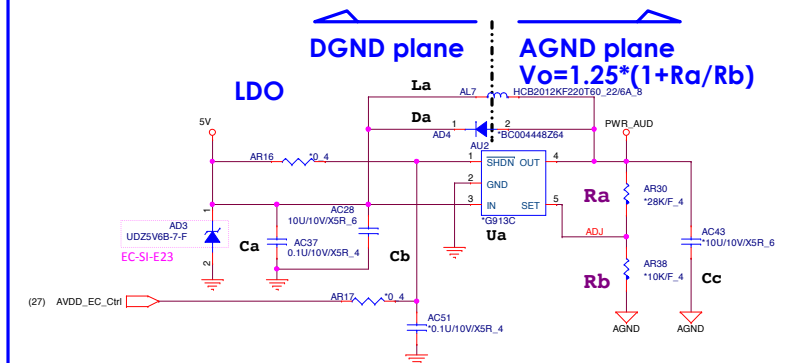 DGND plane
AGND plane
Vo=1.25*(1+Ra/Rb)
LDO
La
AL7
HCB2012KF220T60_22/6A_8
Da
5V
AD4
1
2
*BC004448Z64
PWR_AUD
AR16
*0_4
AU2
1
SHDN
OUT
4
2
GND
3
IN
SET
5
*G913C
Ua
Ra
AR30
*28K/F_4
1
AD3
UDZ5V6B-7-F
2
EC-SI-E23
Ca
AC28
10U/10V/X5R_6
AC37
0.1U/10V/X5R_4
Cb
ADJ
AC43
*10U/10V/X5R_6
Rb
AR38
*10K/F_4
Cc
(27)
AVDD_EC_Ctrl
AR17
*0_4
AC51
*0.1U/10V/X5R_4
AGND
AGND